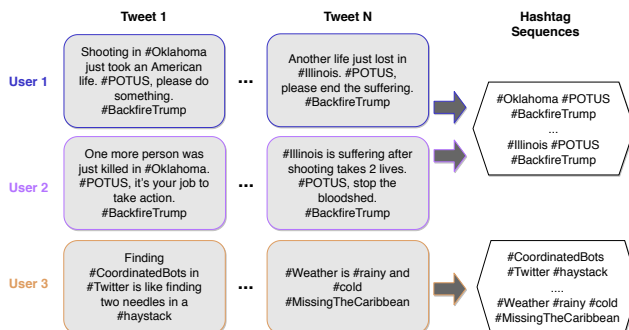 Tweet 1
Tweet N
Hashtag
Sequences
User 1
Shooting in #Oklahoma
just took an American
life. #POTUS, please do
something.
#BackfireTrump
...
Another life just lost in
#Illinois. #POTUS,
please end the suffering.
#BackfireTrump
#Oklahoma #POTUS
#BackfireTrump
...
#Illinois #POTUS
#BackfireTrump
User 2
One more person was
just killed in #Oklahoma.
#POTUS, it's your job to
take action.
#BackfireTrump
...
#Illinois is suffering after
shooting takes 2 lives.
#POTUS, stop the
bloodshed.
#BackfireTrump
User 3
Finding
#CoordinatedBots in
#Twitter is like finding
two needles in a
#haystack
...
#Weather is #rainy and
#cold
#MissingTheCaribbean
#CoordinatedBots
#Twitter #haystack
....
#Weather #rainy #cold
#MissingTheCaribbean